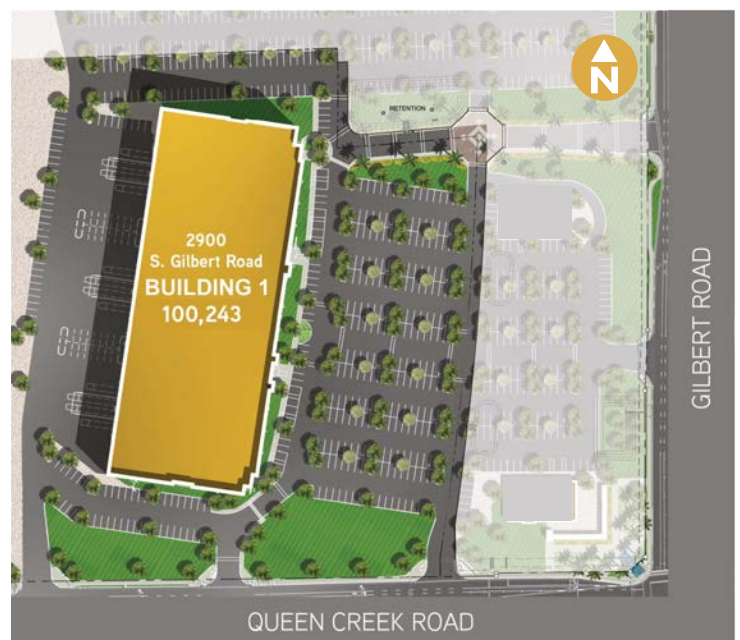 N
RETENTION
2900
S. Gilbert Road
BUILDING 1
100,243
GILBERT ROAD
QUEEN CREEK ROAD